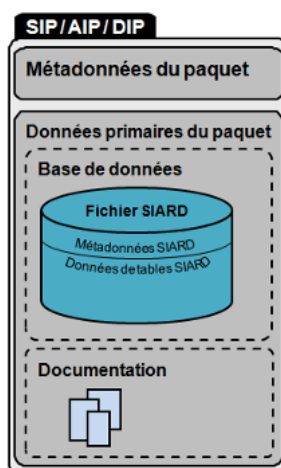 SIP/AIP/DIP
Métadonnées du paquet
Données primaires du paquet
Base de données
Fichier SIARD
Métadonnées SIARD
Données de tables SIARD
Documentation